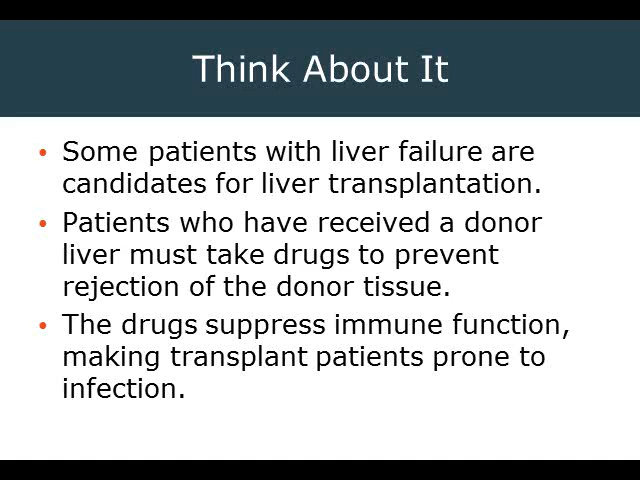 Think About It
• Some patients with liver failure are
candidates for liver transplantation.
• Patients who have received a donor
liver must take drugs to prevent
rejection of the donor tissue.
• The drugs suppress immune function,
making transplant patients prone to
infection.